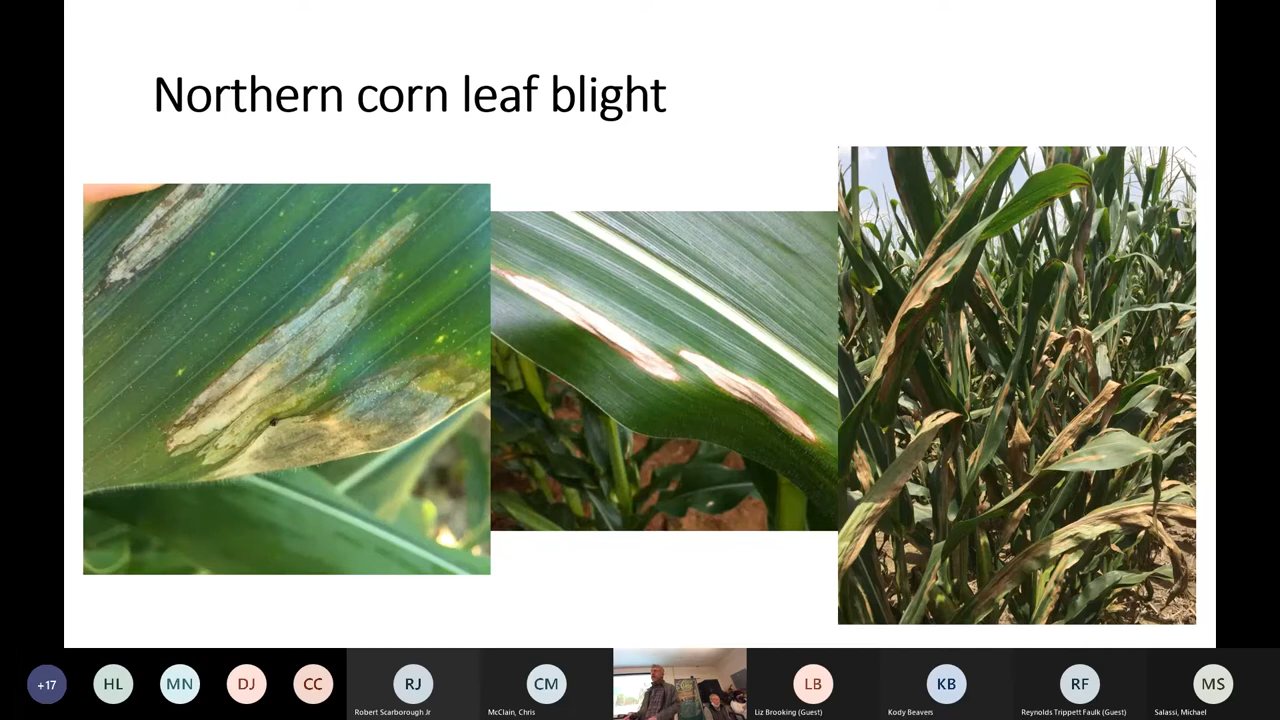 Northern corn leaf blight
+17
HL
MN
DJ
CC
RJ
CM
LB
KB
RF
MS
Robert Scarborough Jr
McClain, Chris
Liz Brooking (Guest)
Kody Beavers
Reynolds Trippett Faulk (Guest)
Salassi, Michael